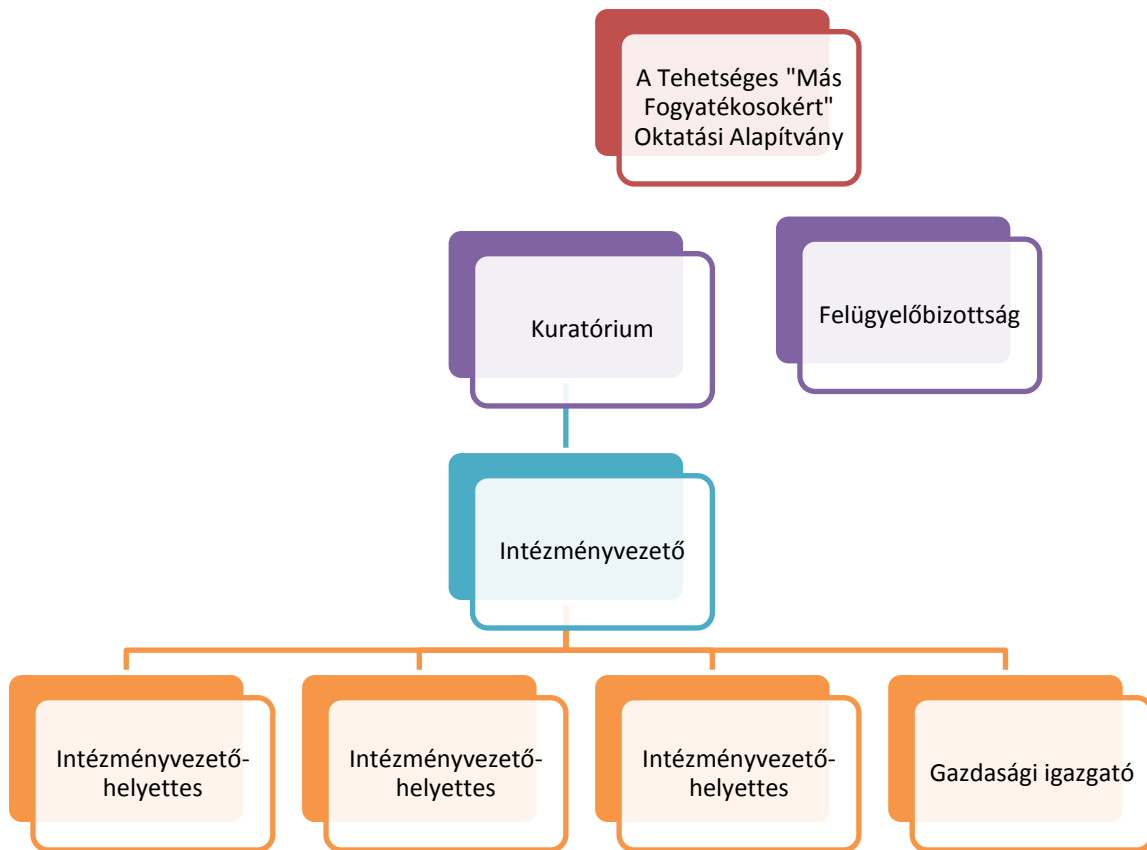 A Tehetséges "Más
Fogyatékosokért"
Oktatási Alapítvány
Kuratórium
Felügyelőbizottság
Intézményvezető
Intézményvezető-
helyettes
Intézményvezető-
helyettes
Intézményvezető-
helyettes
Gazdasági igazgató